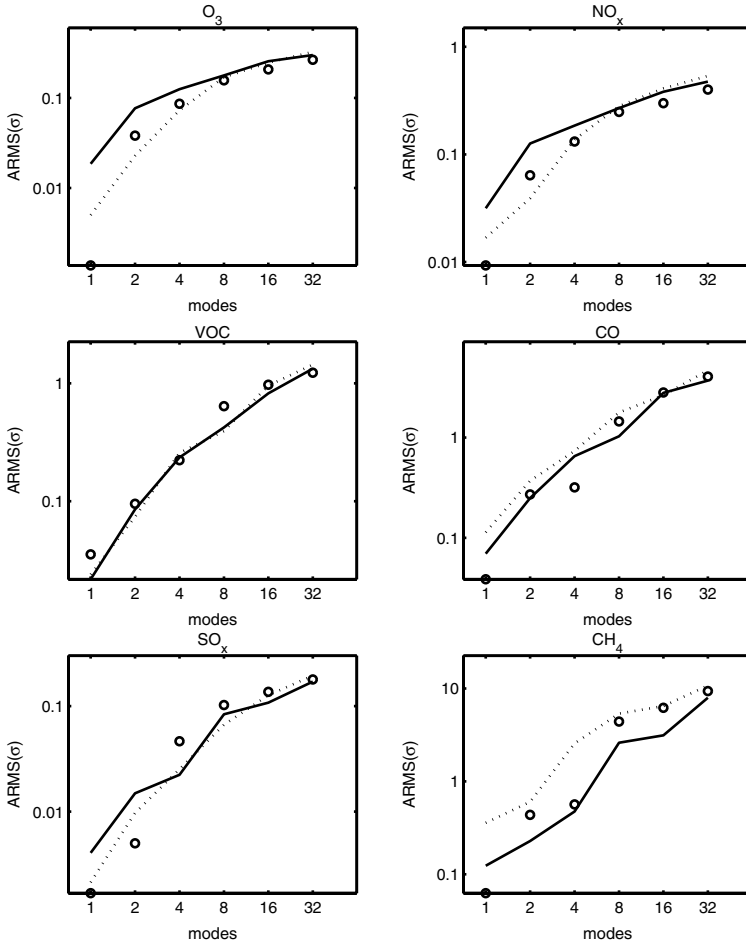 O3
ARMS(σ)
0.1
0.01
1 2 4 8 16 32
modes
NOx
ARMS(σ)
1
0.1
0.01
1 2 4 8 16 32
modes
VOC
ARMS(σ)
1
0.1
1 2 4 8 16 32
modes
CO
ARMS(σ)
1
0.1
1 2 4 8 16 32
modes
SOx
ARMS(σ)
0.1
0.01
1 2 4 8 16 32
modes
CH4
ARMS(σ)
10
1
0.1
1 2 4 8 16 32
modes